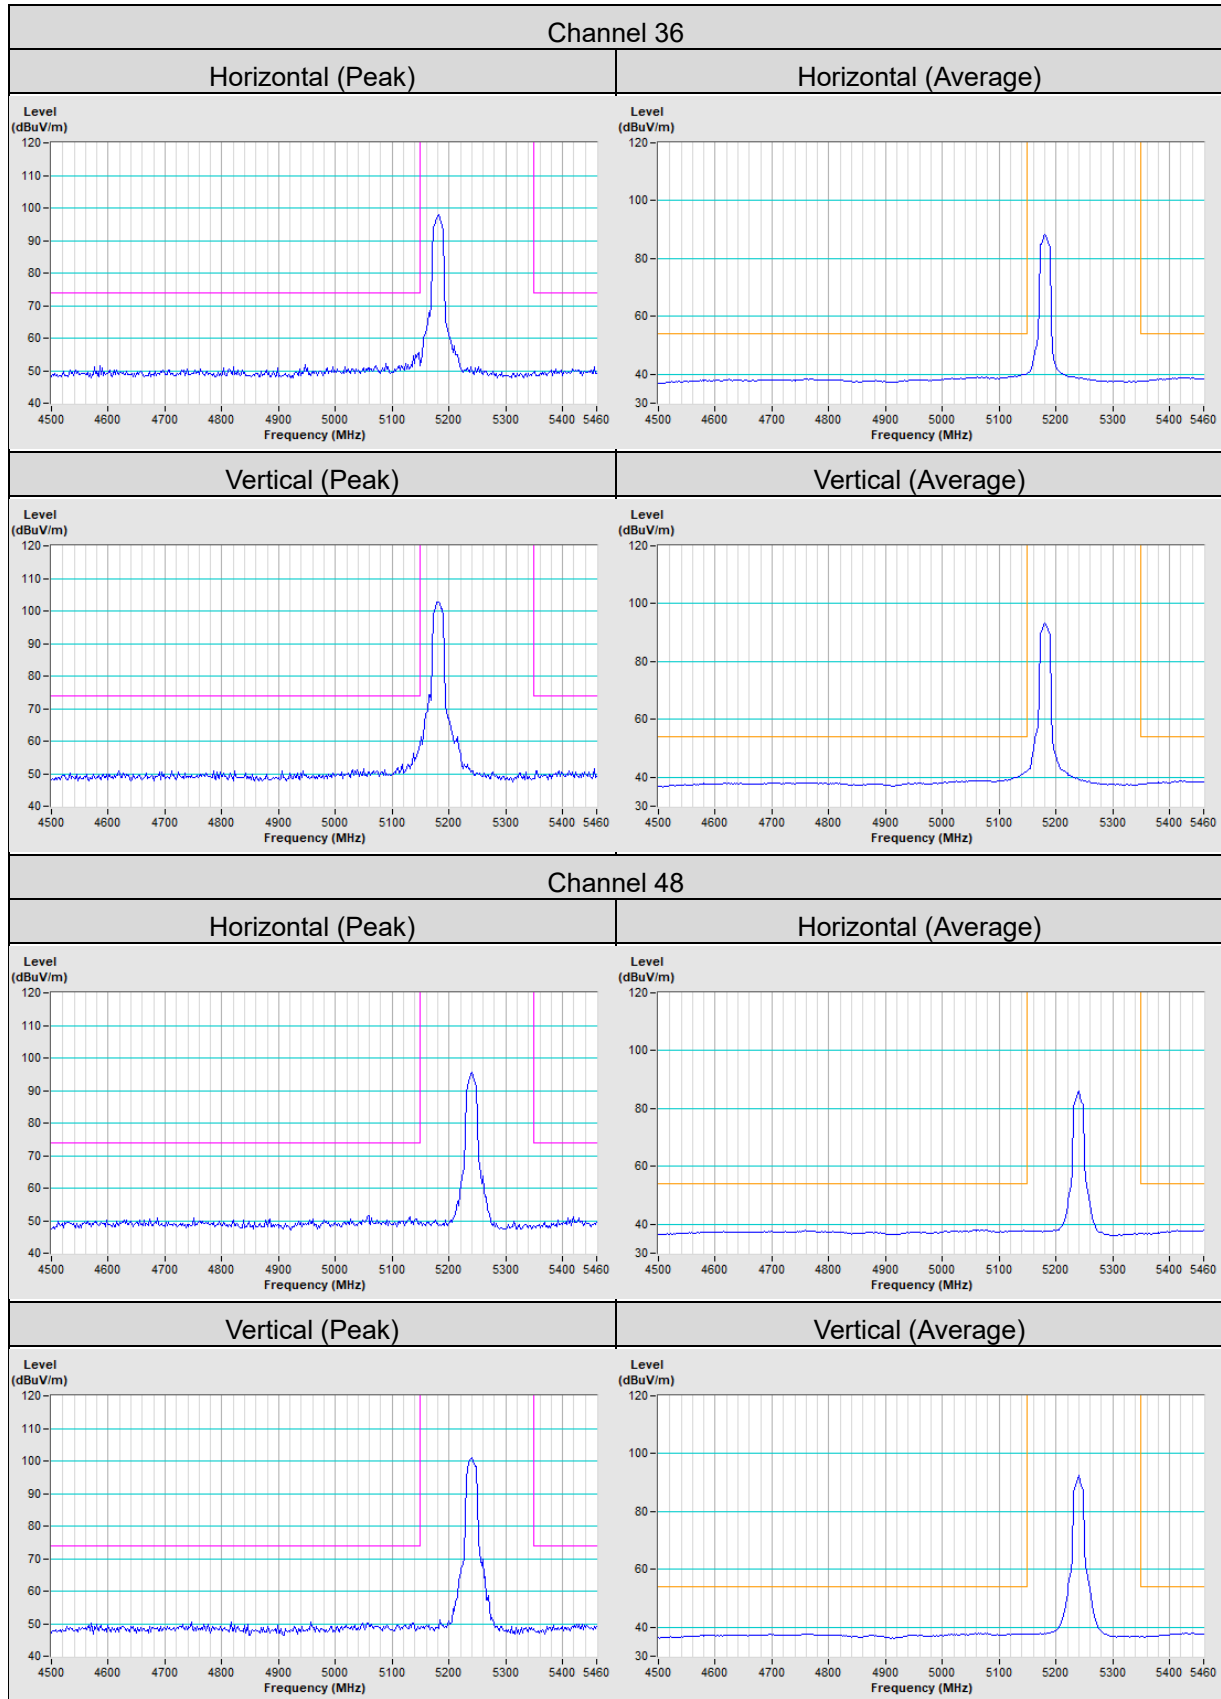 Channel 36
Horizontal (Peak) Horizontal (Average)
Level Level
(dBuV/m) (dBuV/m)
120 120
110
100 100
90
80 80
70
60 60
50
40 40
30
4500 4600 4700 4800 4900 5000 5100 5200 5300 5400 5460 4500 4600 4700 4800 4900 5000 5100 5200 5300 5400 5460
Frequency (MHz) Frequency (MHz)
Vertical (Peak) Vertical (Average)
Level Level
(dBuV/m) (dBuV/m)
120 120
110
100 100
90
80 80
70
60 60
50
40 40
30
4500 4600 4700 4800 4900 5000 5100 5200 5300 5400 5460 4500 4600 4700 4800 4900 5000 5100 5200 5300 5400 5460
Frequency (MHz) Frequency (MHz)
Channel 48
Horizontal (Peak) Horizontal (Average)
Level Level
(dBuV/m) (dBuV/m)
120 120
110
100 100
90
80 80
70
60 60
50
40 40
30
4500 4600 4700 4800 4900 5000 5100 5200 5300 5400 5460 4500 4600 4700 4800 4900 5000 5100 5200 5300 5400 5460
Frequency (MHz) Frequency (MHz)
Vertical (Peak) Vertical (Average)
Level Level
(dBuV/m) (dBuV/m)
120 120
110
100 100
90
80 80
70
60 60
50
40 40
30
4500 4600 4700 4800 4900 5000 5100 5200 5300 5400 5460 4500 4600 4700 4800 4900 5000 5100 5200 5300 5400 5460
Frequency (MHz) Frequency (MHz)